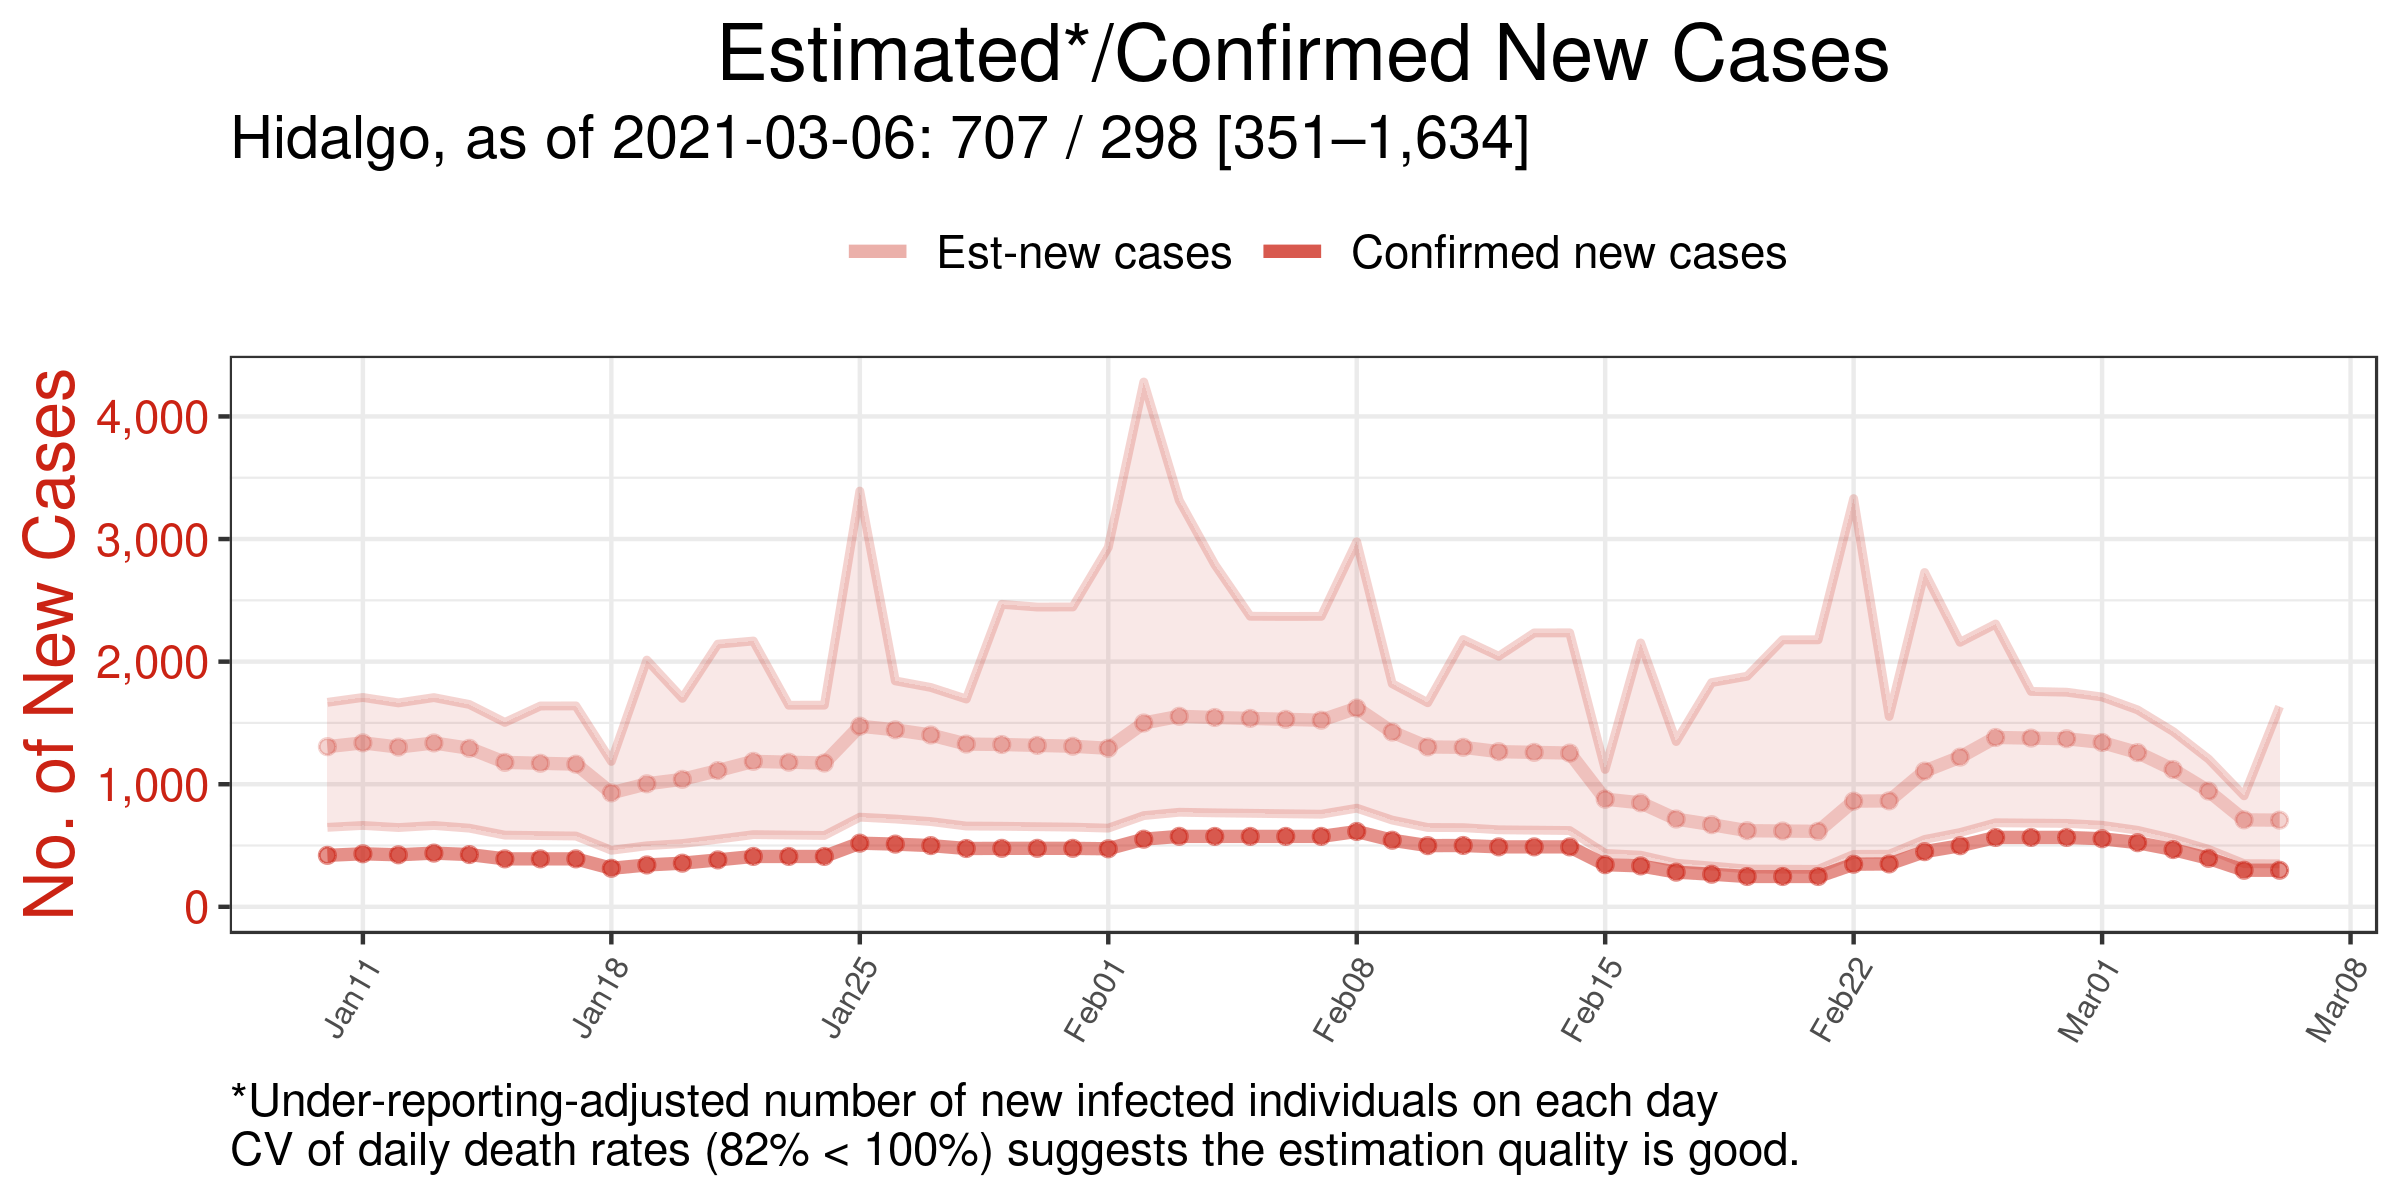 Estimated*/Confirmed New Cases
Hidalgo, as of 2021-03-06: 707 / 298 [351–1,634]
Est-new cases
Confirmed new cases
No. of New Cases
4,000
3,000
2,000
1,000
0
Jan11
Jan18
Jan25
Feb01
Feb08
Feb15
Feb22
Mar01
Mar08
*Under-reporting-adjusted number of new infected individuals on each day
CV of daily death rates (82% < 100%) suggests the estimation quality is good.